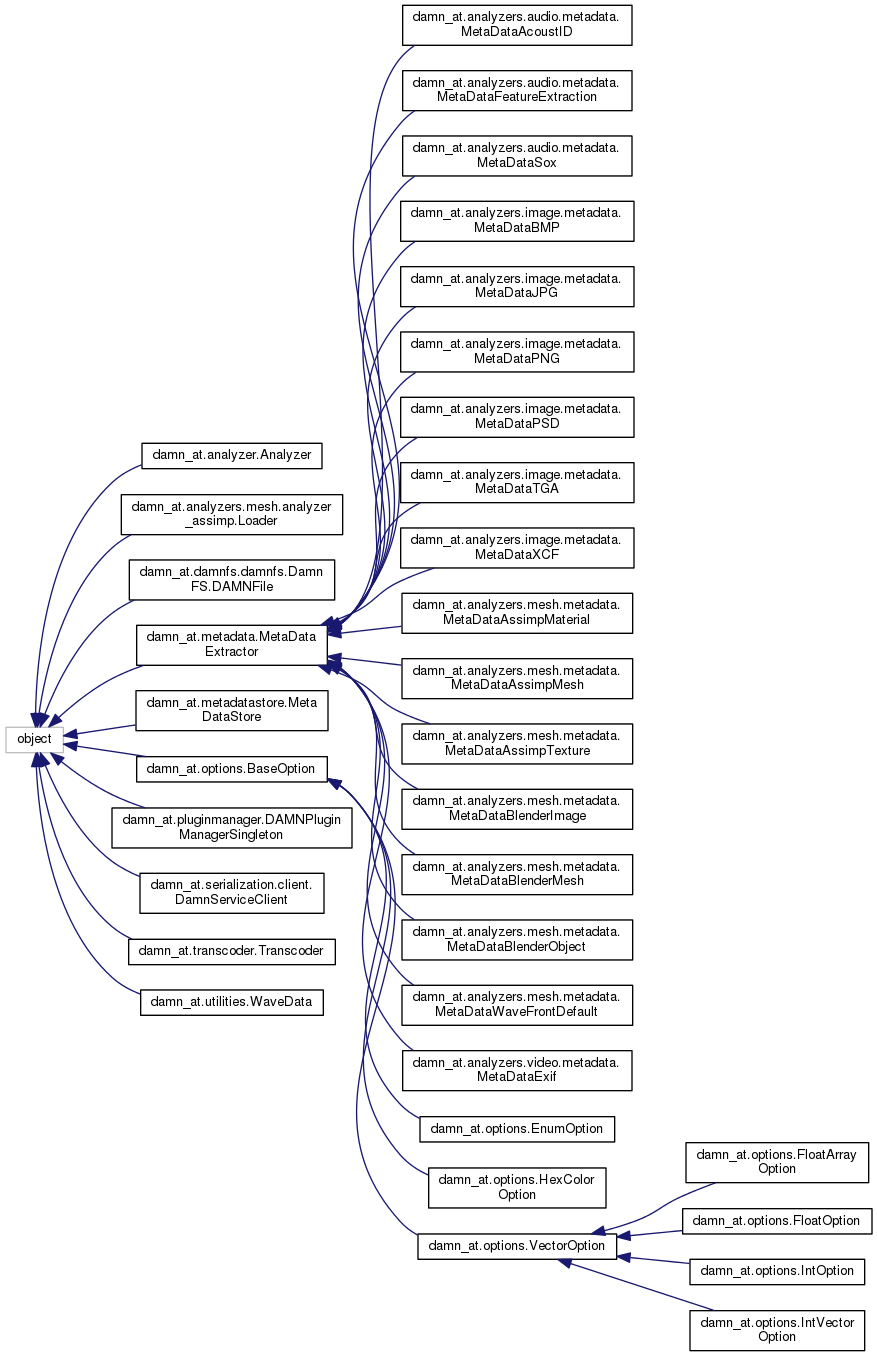 object
damn_at.analyzer.Analyzer
damn_at.analyzers.mesh.analyzer
_assimp.Loader
damn_at.damnfs.damnfs.Damn
FS.DAMNFile
damn_at.metadata.MetaData
Extractor
damn_at.metadatastore.Meta
DataStore
damn_at.options.BaseOption
damn_at.pluginmanager.DAMNPlugin
ManagerSingleton
damn_at.serialization.client.
DamnServiceClient
damn_at.transcoder.Transcoder
damn_at.utilities.WaveData
damn_at.analyzers.audio.metadata.
MetaDataAcoustID
damn_at.analyzers.audio.metadata.
MetaDataFeatureExtraction
damn_at.analyzers.audio.metadata.
MetaDataSox
damn_at.analyzers.image.metadata.
MetaDataBMP
damn_at.analyzers.image.metadata.
MetaDataJPG
damn_at.analyzers.image.metadata.
MetaDataPNG
damn_at.analyzers.image.metadata.
MetaDataPSD
damn_at.analyzers.image.metadata.
MetaDataTGA
damn_at.analyzers.image.metadata.
MetaDataXCF
damn_at.analyzers.mesh.metadata.
MetaDataAssimpMaterial
damn_at.analyzers.mesh.metadata.
MetaDataAssimpMesh
damn_at.analyzers.mesh.metadata.
MetaDataAssimpTexture
damn_at.analyzers.mesh.metadata.
MetaDataBlenderImage
damn_at.analyzers.mesh.metadata.
MetaDataBlenderMesh
damn_at.analyzers.mesh.metadata.
MetaDataBlenderObject
damn_at.analyzers.mesh.metadata.
MetaDataWaveFrontDefault
damn_at.analyzers.video.metadata.
MetaDataExif
damn_at.options.EnumOption
damn_at.options.HexColor
Option
damn_at.options.VectorOption
damn_at.options.FloatArray
Option
damn_at.options.FloatOption
damn_at.options.IntOption
damn_at.options.IntVector
Option